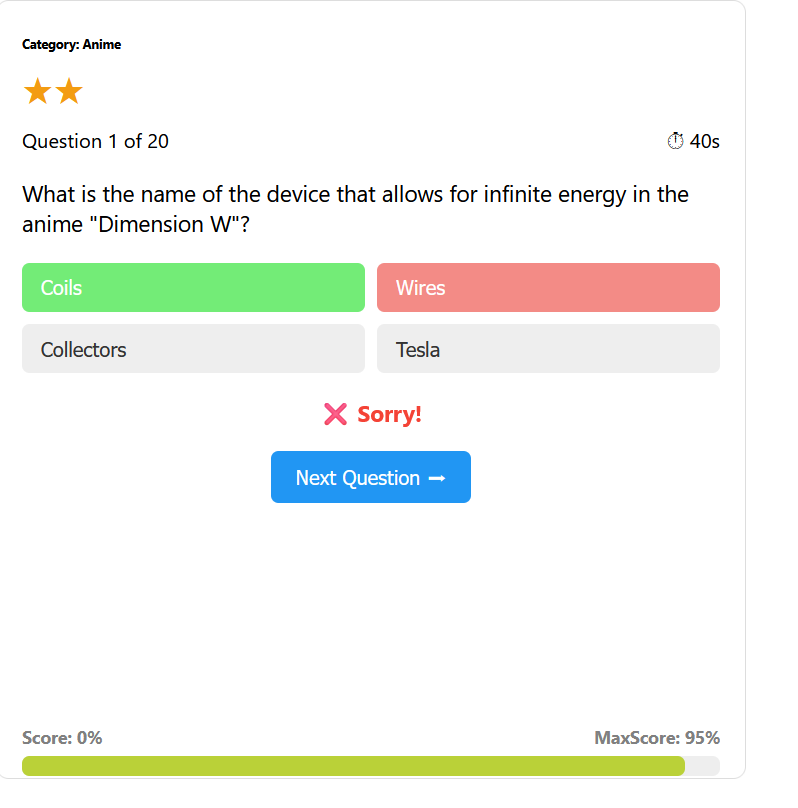 Category: Anime
★★
Question 1 of 20
⏱ 40s
What is the name of the device that allows for infinite energy in the
anime "Dimension W"?
Coils
Wires
Collectors
Tesla
❌ Sorry!
Next Question ➞
Score: 0%
MaxScore: 95%